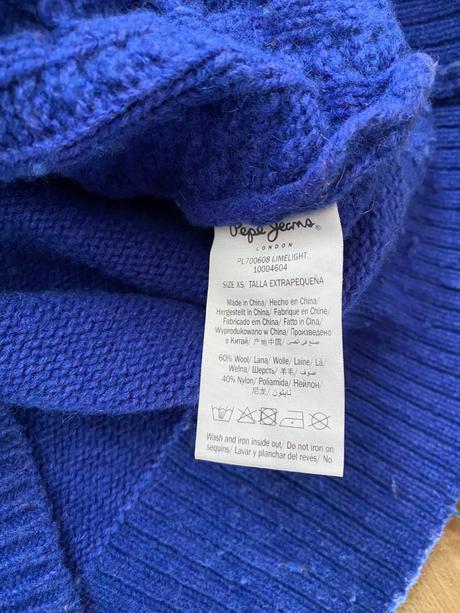 Pepe Jeans®
LONDON
PL700608 LIMELIGHT
10004604
SIZE XS/ TALLA EXTRAPEQUEÑA
Made in China/ Hecho en China/
Hergestellt in China/ Fabrique en Chine/
Fabricado em China/ Fatto in Cina/
Wyprodukowano w China/ Произведено
в Китай/ 产地中国/ صنع في الصين
60% Wool/ Lana/ Wolle/ Laine/ Lã/
Wełna/ Шерсть/ 羊毛/ صوف/
40% Nylon/ Poliamida/ Нейлон/
尼龙/ نايلون/
Wash and iron inside out/ Do not iron on
sequins/ Lavar y planchar del revés/ No